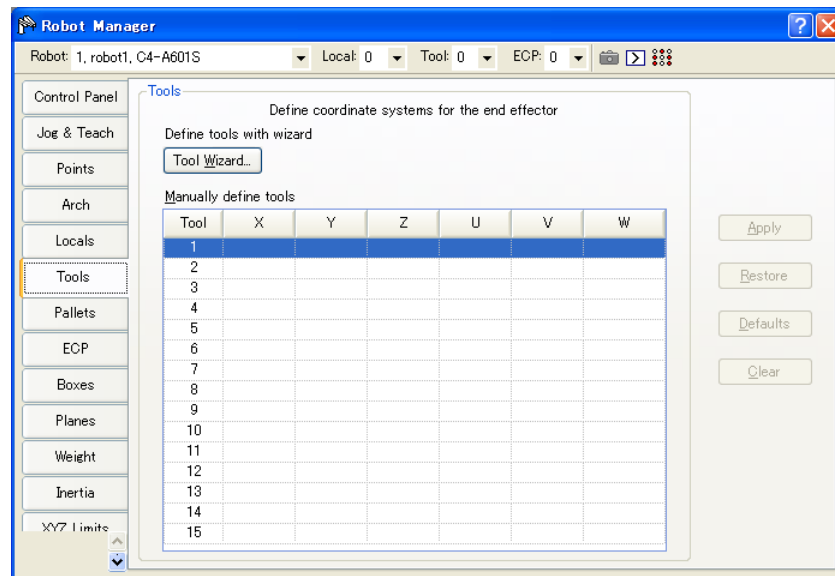 Robot Manager
Robot: 1, robot1, C4-A601S Local: 0 Tool: 0 ECP: 0
Control Panel
Jog & Teach
Points
Arch
Locals
Tools
Pallets
ECP
Boxes
Planes
Weight
Inertia
XYZ Limits
Tools
Define coordinate systems for the end effector
Define tools with wizard
Tool Wizard...
Manually define tools
Tool X Y Z U V W
1
2
3
4
5
6
7
8
9
10
11
12
13
14
15
Apply
Restore
Defaults
Clear